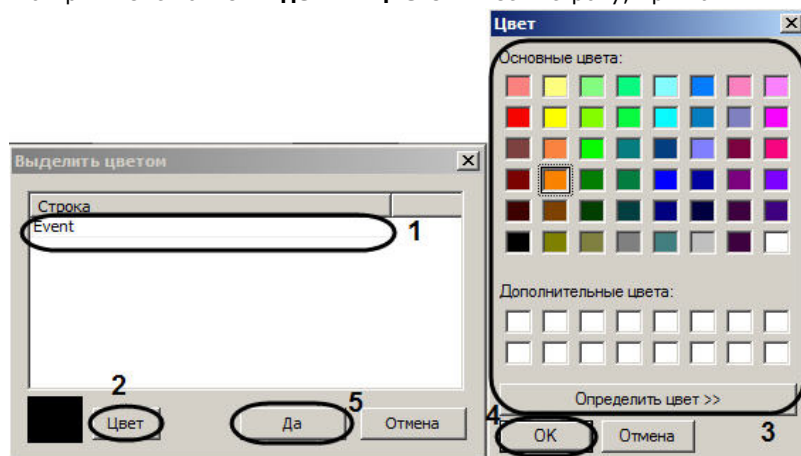 Цвет
Основные цвета:
Выделить цветом
Строка
Event
1
Дополнительные цвета:
2
5
Определить цвет >>
Цвет
Да
Отмена
4
OK
Отмена
3